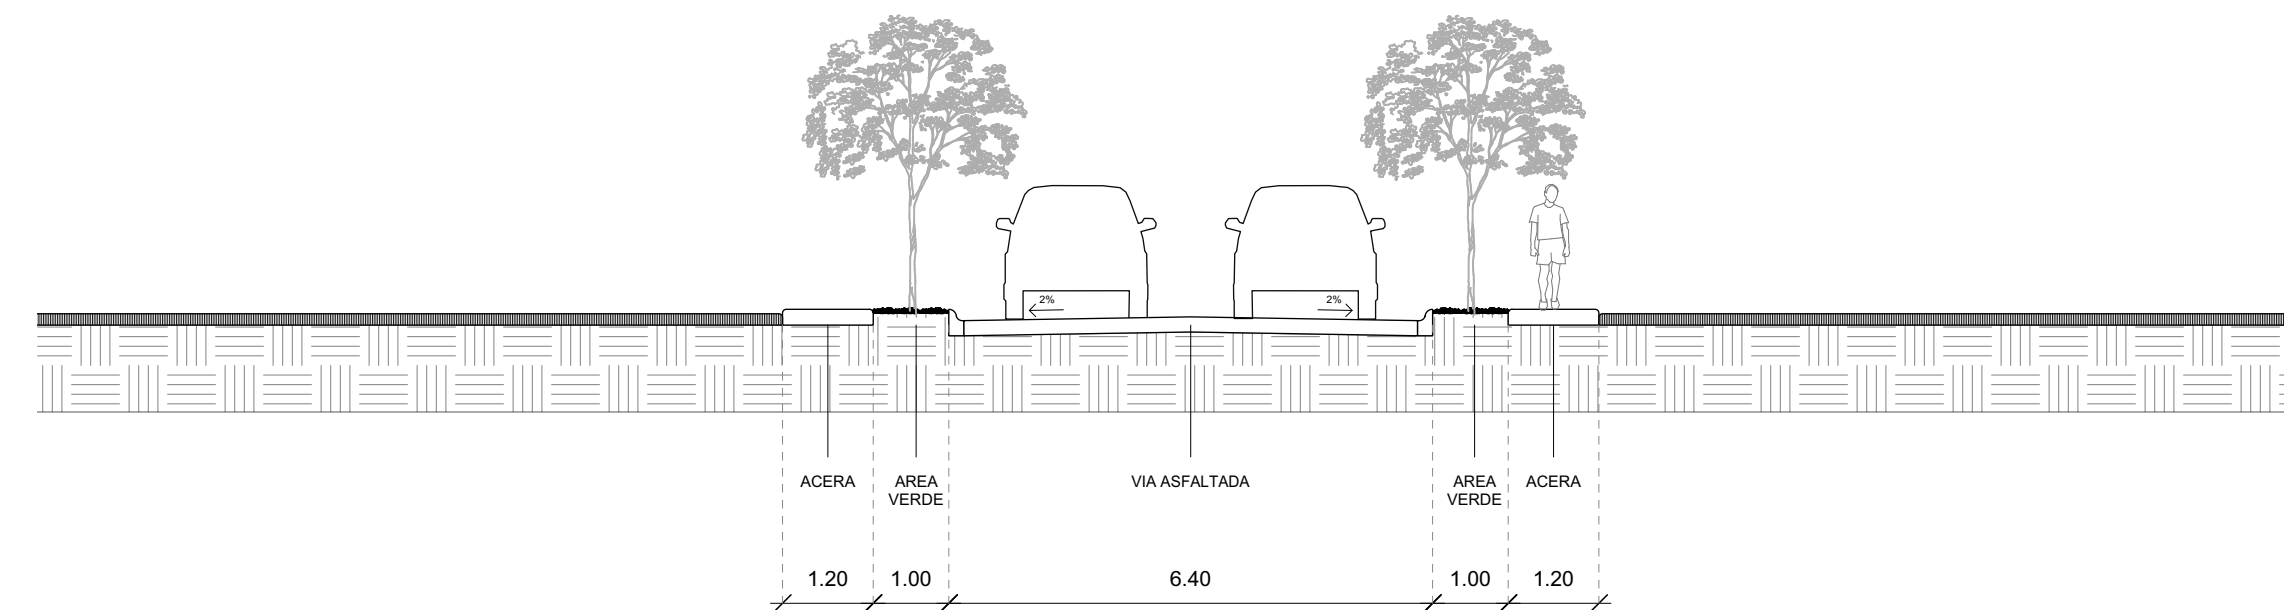 2%
2%
ACERA
AREA
VERDE
VIA ASFALTADA
AREA
VERDE
ACERA
1.20
1.00
6.40
1.00
1.20